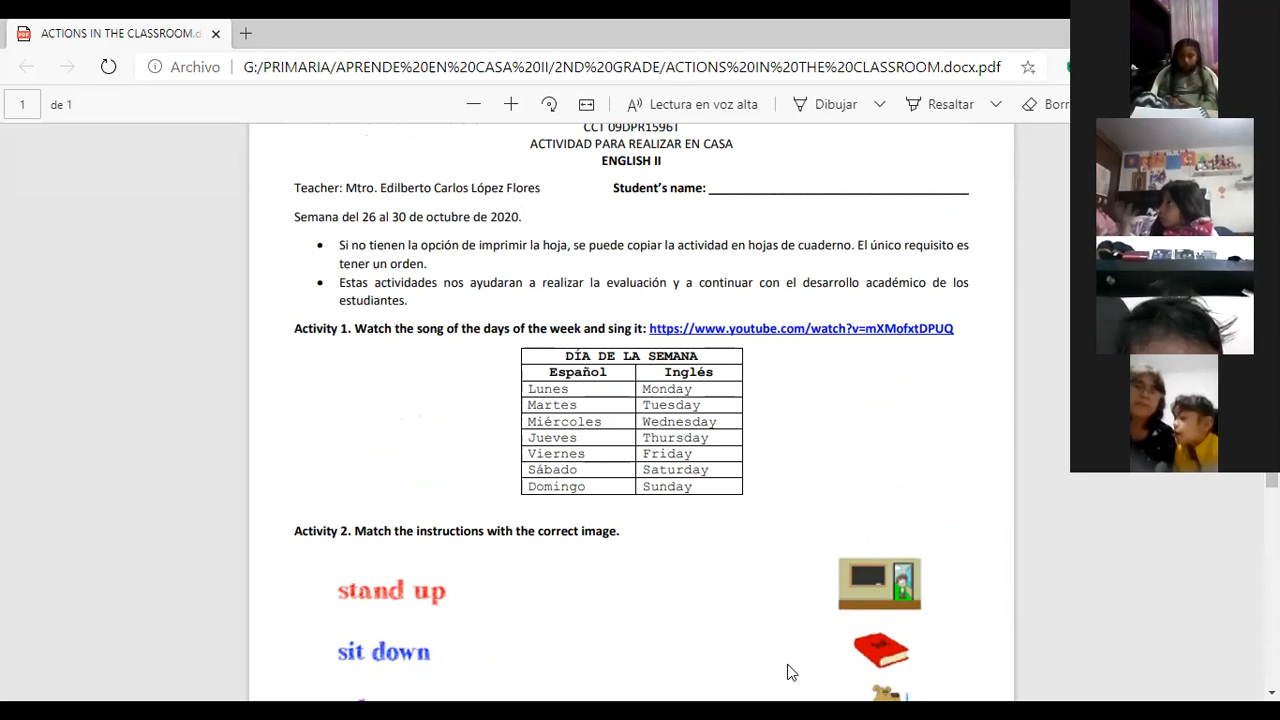 ACTIONS IN THE CLASSROOM.d
Archivo G:/PRIMARIA/APRENDE%20EN%20CASA%20II/2ND%20GRADE/ACTIONS%20IN%20THE%20CLASSROOM.docx.pdf
1 de 1 Lectura en voz alta Dibujar Resaltar Borr
CCT 09DPR1596T
ACTIVIDAD PARA REALIZAR EN CASA
ENGLISH II
Teacher: Mtro. Edilberto Carlos López Flores Student's name: ______________________
Semana del 26 al 30 de octubre de 2020.
• Si no tienen la opción de imprimir la hoja, se puede copiar la actividad en hojas de cuaderno. El único requisito es
tener un orden.
• Estas actividades nos ayudaran a realizar la evaluación y a continuar con el desarrollo académico de los
estudiantes.
Activity 1. Watch the song of the days of the week and sing it: https://www.youtube.com/watch?v=mXMofxtDPUQ
DÍA DE LA SEMANA
Español Inglés
Lunes Monday
Martes Tuesday
Miércoles Wednesday
Jueves Thursday
Viernes Friday
Sábado Saturday
Domingo Sunday
Activity 2. Match the instructions with the correct image.
stand up
sit down